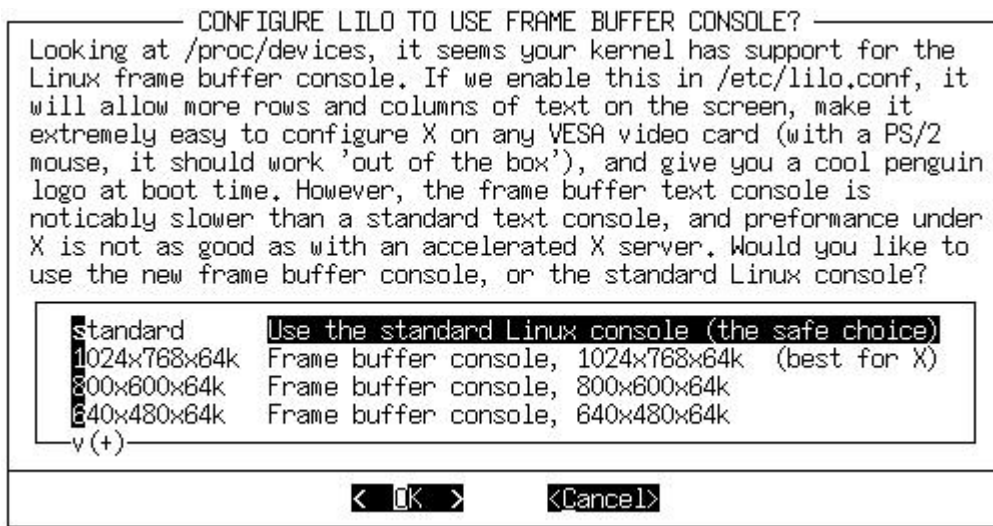 CONFIGURE LILO TO USE FRAME BUFFER CONSOLE?
Looking at /proc/devices, it seems your kernel has support for the
Linux frame buffer console. If we enable this in /etc/lilo.conf, it
will allow more rows and columns of text on the screen, make it
extremely easy to configure X on any VESA video card (with a PS/2
mouse, it should work 'out of the box'), and give you a cool penguin
logo at boot time. However, the frame buffer text console is
noticably slower than a standard text console, and preformance under
X is not as good as with an accelerated X server. Would you like to
use the new frame buffer console, or the standard Linux console?
standard Use the standard Linux console (the safe choice)
1024x768x64k Frame buffer console, 1024x768x64k (best for X)
800x600x64k Frame buffer console, 800x600x64k
640x480x64k Frame buffer console, 640x480x64k
v(+)
< OK > <Cancel>